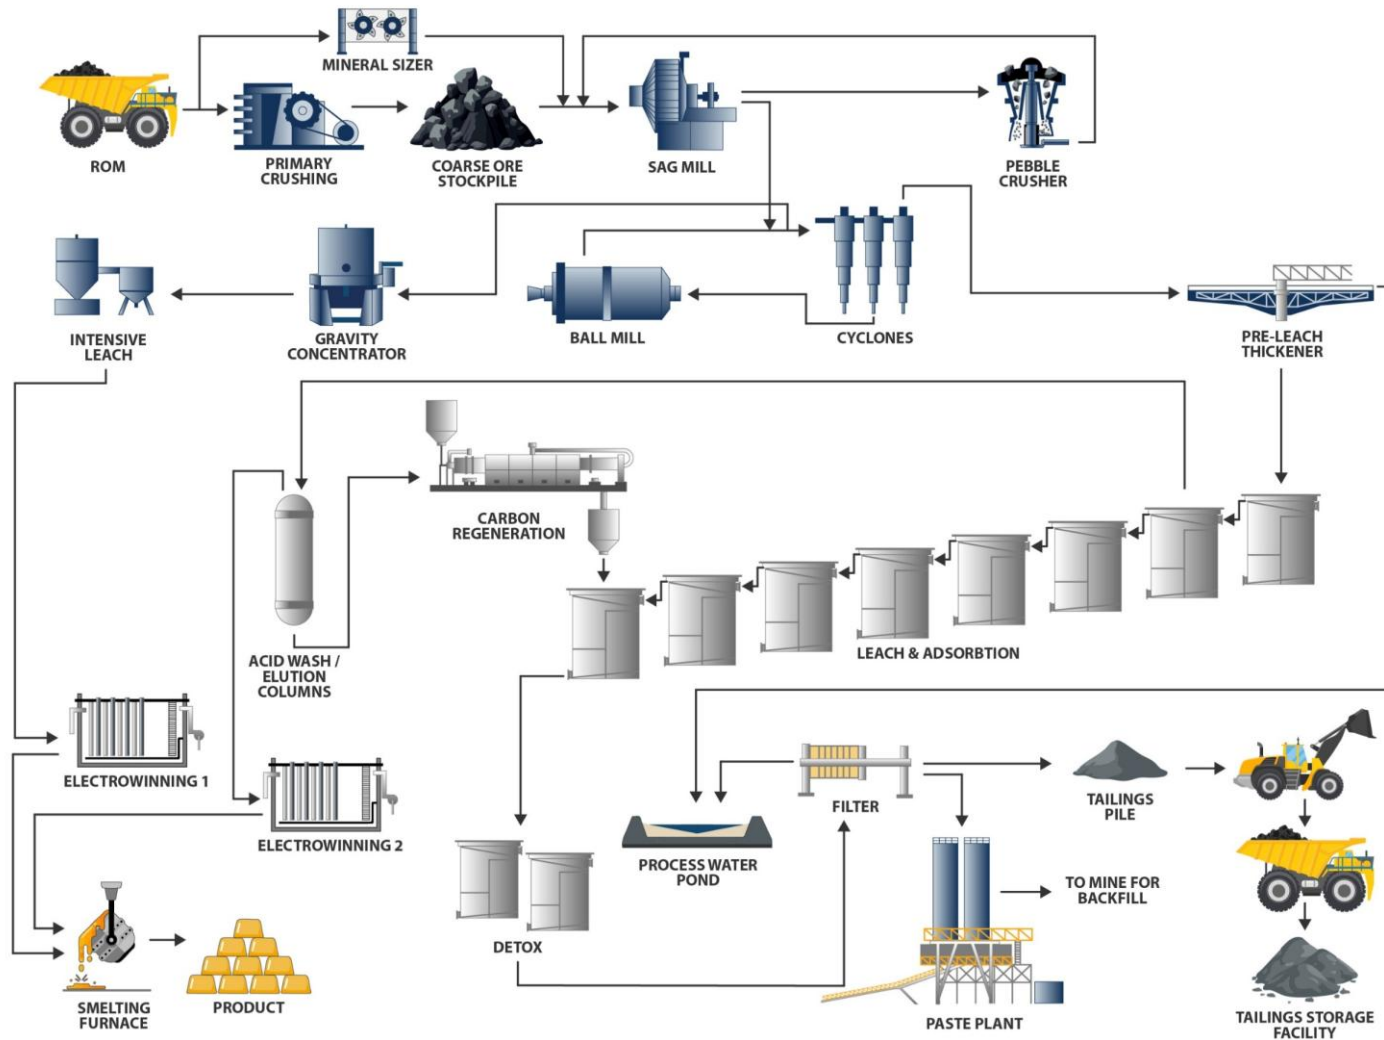 MINERAL SIZER
ROM
PRIMARY
CRUSHING
COARSE ORE
STOCKPILE
SAG MILL
PEBBLE
CRUSHER
INTENSIVE
LEACH
GRAVITY
CONCENTRATOR
BALL MILL
CYCLONES
PRE-LEACH
THICKENER
CARBON
REGENERATION
ACID WASH /
ELUTION
COLUMNS
LEACH & ADSORBTION
ELECTROWINNING 1
ELECTROWINNING 2
FILTER
TAILINGS
PILE
PROCESS WATER
POND
TO MINE FOR
BACKFILL
DETOX
SMELTING
FURNACE
PRODUCT
PASTE PLANT
TAILINGS STORAGE
FACILITY